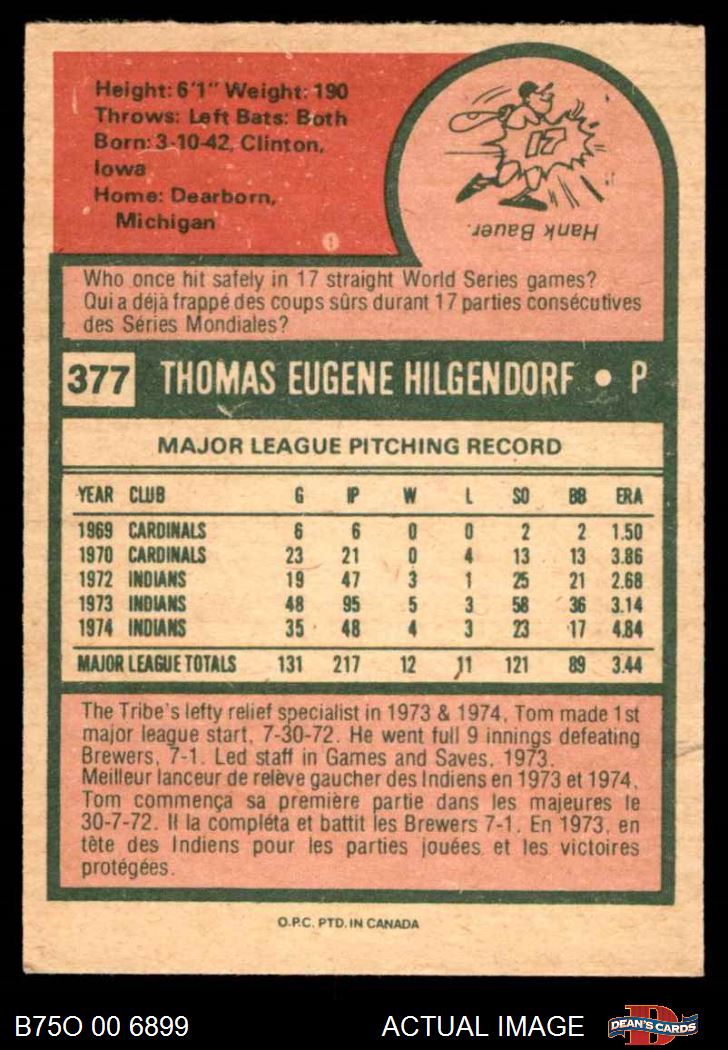 Height: 6'1" Weight: 190
Throws: Left Bats: Both
Born: 3-10-42, Clinton,
Iowa
Home: Dearborn,
Michigan
17
Hank Bauer.
Who once hit safely in 17 straight World Series games?
Qui a déjà frappé des coups sûrs durant 17 parties consécutives
des Séries Mondiales?
377 THOMAS EUGENE HILGENDORF • P
MAJOR LEAGUE PITCHING RECORD
YEAR CLUB G IP W L SO BB ERA
1969 CARDINALS 6 6 0 0 2 2 1.50
1970 CARDINALS 23 21 0 4 13 13 3.86
1972 INDIANS 19 47 3 1 25 21 2.68
1973 INDIANS 48 95 5 3 58 36 3.14
1974 INDIANS 35 48 4 3 23 17 4.84
MAJOR LEAGUE TOTALS 131 217 12 11 121 89 3.44
The Tribe's lefty relief specialist in 1973 & 1974, Tom made 1st
major league start, 7-30-72. He went full 9 innings defeating
Brewers, 7-1. Led staff in Games and Saves, 1973.
Meilleur lanceur de relève gaucher des Indiens en 1973 et 1974,
Tom commença sa première partie dans les majeures le
30-7-72. Il la compléta et battit les Brewers 7-1. En 1973, en
tête des Indiens pour les parties jouées et les victoires
protégées.
O.P.C. PTD. IN CANADA
B75O 00 6899 ACTUAL IMAGE D DEAN'S CARDS